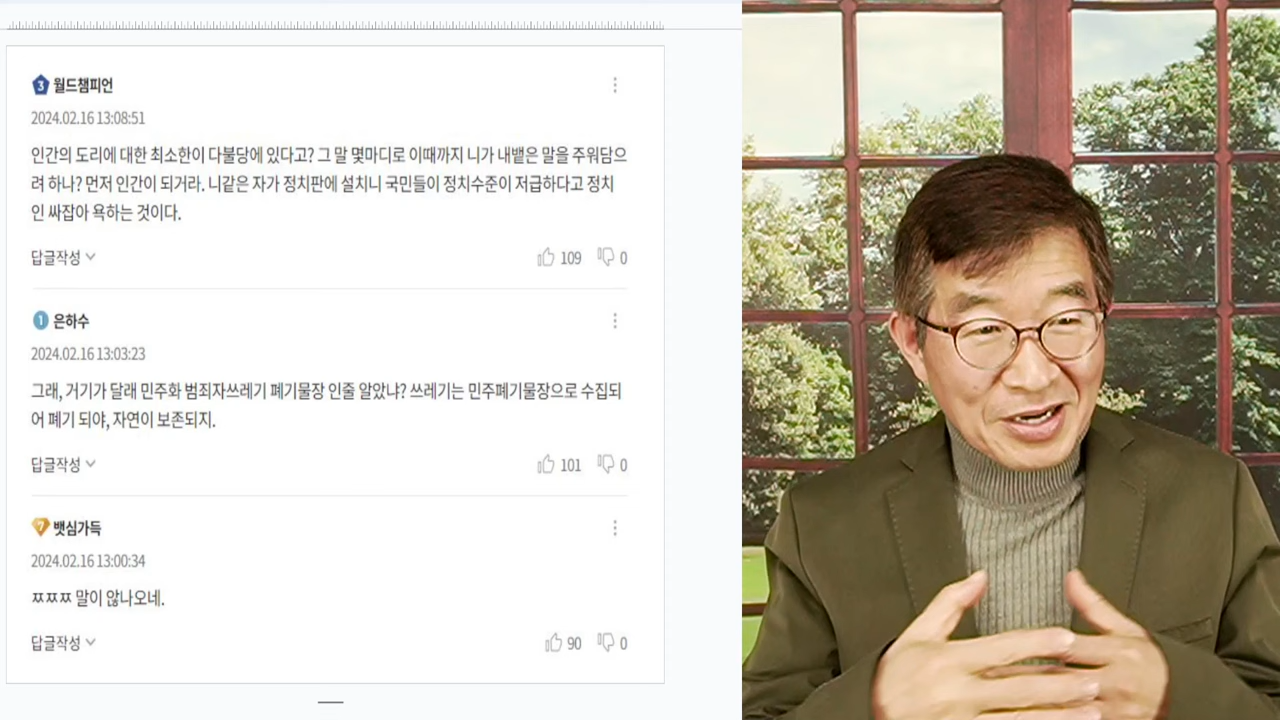 3 월드챔피언
2024.02.16 13:08:51
인간의 도리에 대한 최소한이 다불당에 있다고? 그 말 몇마디로 이때까지 니가 내뱉은 말을 주워담으
려 하나? 먼저 인간이 되거라. 니같은 자가 정치판에 설치니 국민들이 정치수준이 저급하다고 정치
인 싸잡아 욕하는 것이다.
답글작성 109 0
1 은하수
2024.02.16 13:03:23
그래, 거기가 달래 민주화 범죄자쓰레기 폐기물장 인줄 알았냐? 쓰레기는 민주폐기물장으로 수집되
어 폐기 되야, 자연이 보존되지.
답글작성 101 0
7 뱃심가득
2024.02.16 13:00:34
ㅉㅉㅉ 말이 않나오네.
답글작성 90 0